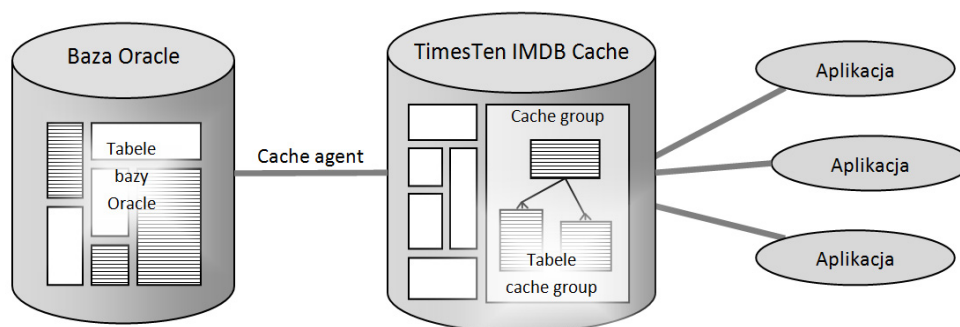 Baza Oracle
Tabele
bazy
Oracle
Cache agent
TimesTen IMDB Cache
Cache group
Tabele
cache group
Aplikacja
Aplikacja
Aplikacja